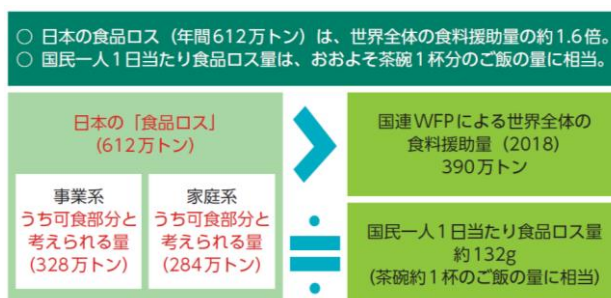 ○ 日本の食品ロス（年間612万トン）は、世界全体の食料援助量の約1.6倍。
○ 国民一人1日当たり食品ロス量は、おおよそ茶碗1杯分のご飯の量に相当。
日本の「食品ロス」
（612万トン）
事業系
うち可食部分と
考えられる量
（328万トン）
家庭系
うち可食部分と
考えられる量
（284万トン）
国連WFPによる世界全体の
食料援助量（2018）
390万トン
国民一人1日当たり食品ロス量
約132g
（茶碗約1杯のご飯の量に相当）